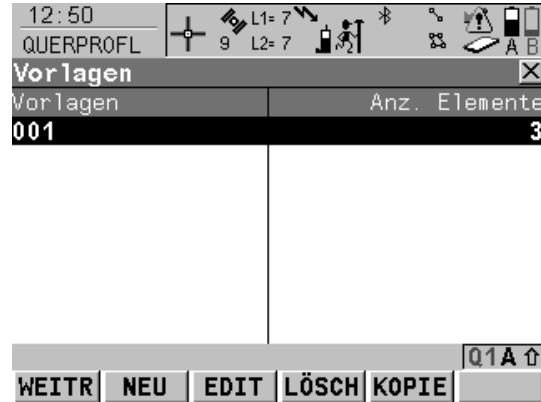 12:50 L1= 7
QUERPROFL 9 L2= 7 A B
Vorlagen
Vorlagen Anz. Elemente
001 3
Q1A
WEITR NEU EDIT LÖSCH KOPIE